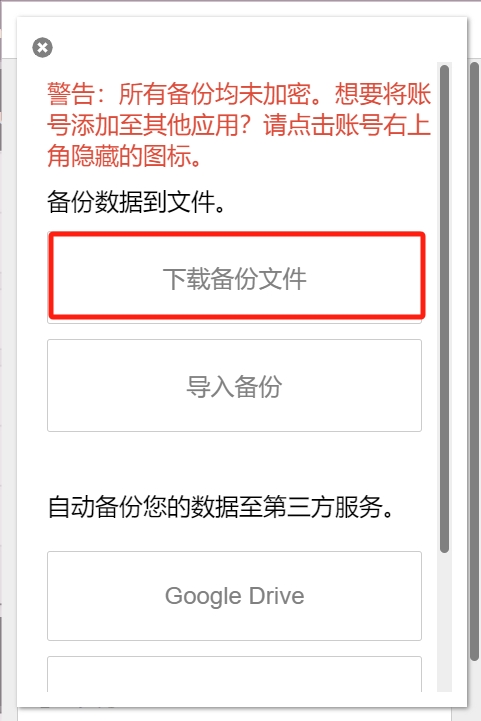 警告：所有备份均未加密。想要将账
号添加至其他应用？请点击账号右上
角隐藏的图标。
备份数据到文件。
下载备份文件
导入备份
自动备份您的数据至第三方服务。
Google Drive